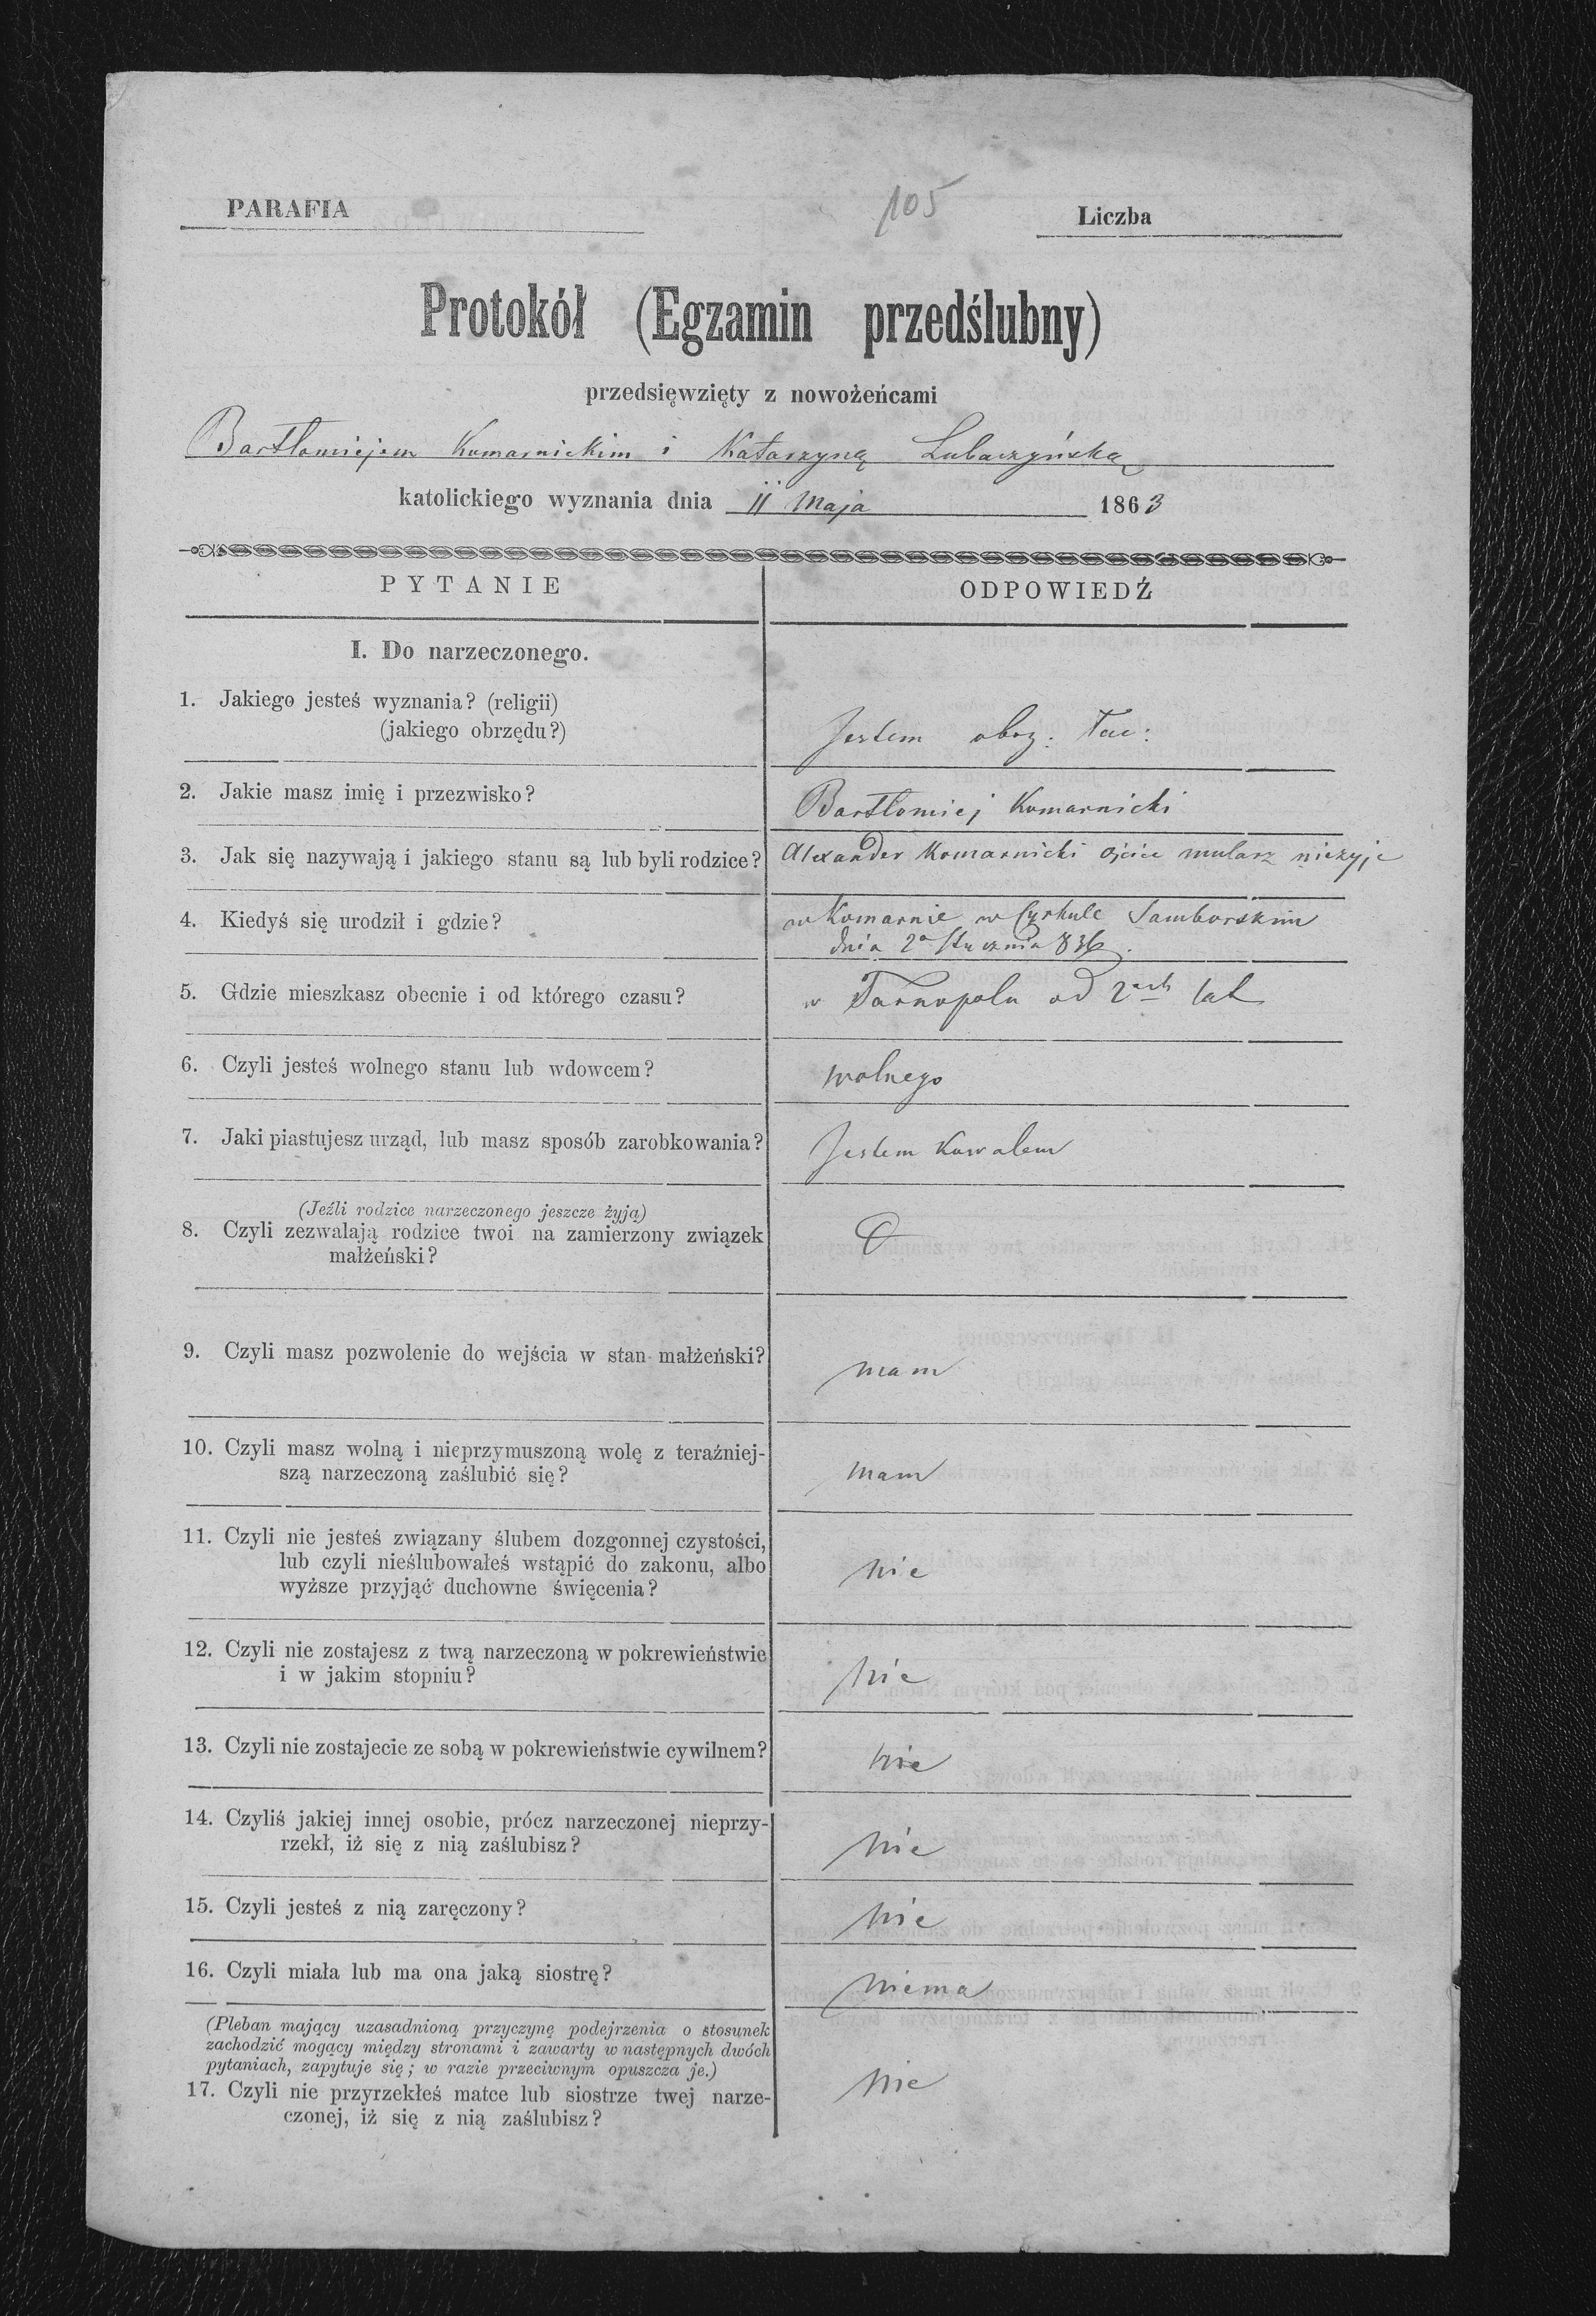 PARAFIA
105
Liczba
Protokół (Egzamin przedślubny)
przedsięwzięty z nowożeńcami
Bartłomiejem Komarnickim i Katarzyną Lubaczyńską
katolickiego wyznania dnia 11 Maja 1863
PYTANIE
ODPOWIEDŹ
I. Do narzeczonego.
1. Jakiego jesteś wyznania? (religii)
(jakiego obrzędu?)
Jestem obrz: łac:
2. Jakie masz imię i przezwisko?
Bartłomiej Komarnicki
3. Jak się nazywają i jakiego stanu są lub byli rodzice?
Alexander Komarnicki ojciec mularz nieżyje
4. Kiedyś się urodził i gdzie?
w Komarnie w Cyrkule Samborskim
dnia 2o Stycznia 836
5. Gdzie mieszkasz obecnie i od którego czasu?
w Tarnopolu od 2och lat
6. Czyli jesteś wolnego stanu lub wdowcem?
wolnego
7. Jaki piastujesz urząd, lub masz sposób zarobkowania?
Jestem Kowalem
(Jeźli rodzice narzeczonego jeszcze żyją)
8. Czyli zezwalają rodzice twoi na zamierzony związek
małżeński?
9. Czyli masz pozwolenie do wejścia w stan małżeński?
mam
10. Czyli masz wolną i nieprzymuszoną wolę z teraźniej-
szą narzeczoną zaślubić się?
mam
11. Czyli nie jesteś związany ślubem dozgonnej czystości,
lub czyli nieślubowałeś wstąpić do zakonu, albo
wyższe przyjąć duchowne święcenia?
nie
12. Czyli nie zostajesz z twą narzeczoną w pokrewieństwie
i w jakim stopniu?
nie
13. Czyli nie zostajecie ze sobą w pokrewieństwie cywilnem?
nie
14. Czyliś jakiej innej osobie, prócz narzeczonej nieprzy-
rzekł, iż się z nią zaślubisz?
nie
15. Czyli jesteś z nią zaręczony?
nie
16. Czyli miała lub ma ona jaką siostrę?
niema
(Pleban mający uzasadnioną przyczynę podejrzenia o stosunek
zachodzić mogący między stronami i zawarty w następnych dwóch
pytaniach, zapytuje się; w razie przeciwnym opuszcza je.)
17. Czyli nie przyrzekłeś matce lub siostrze twej narze-
czonej, iż się z nią zaślubisz?
nie